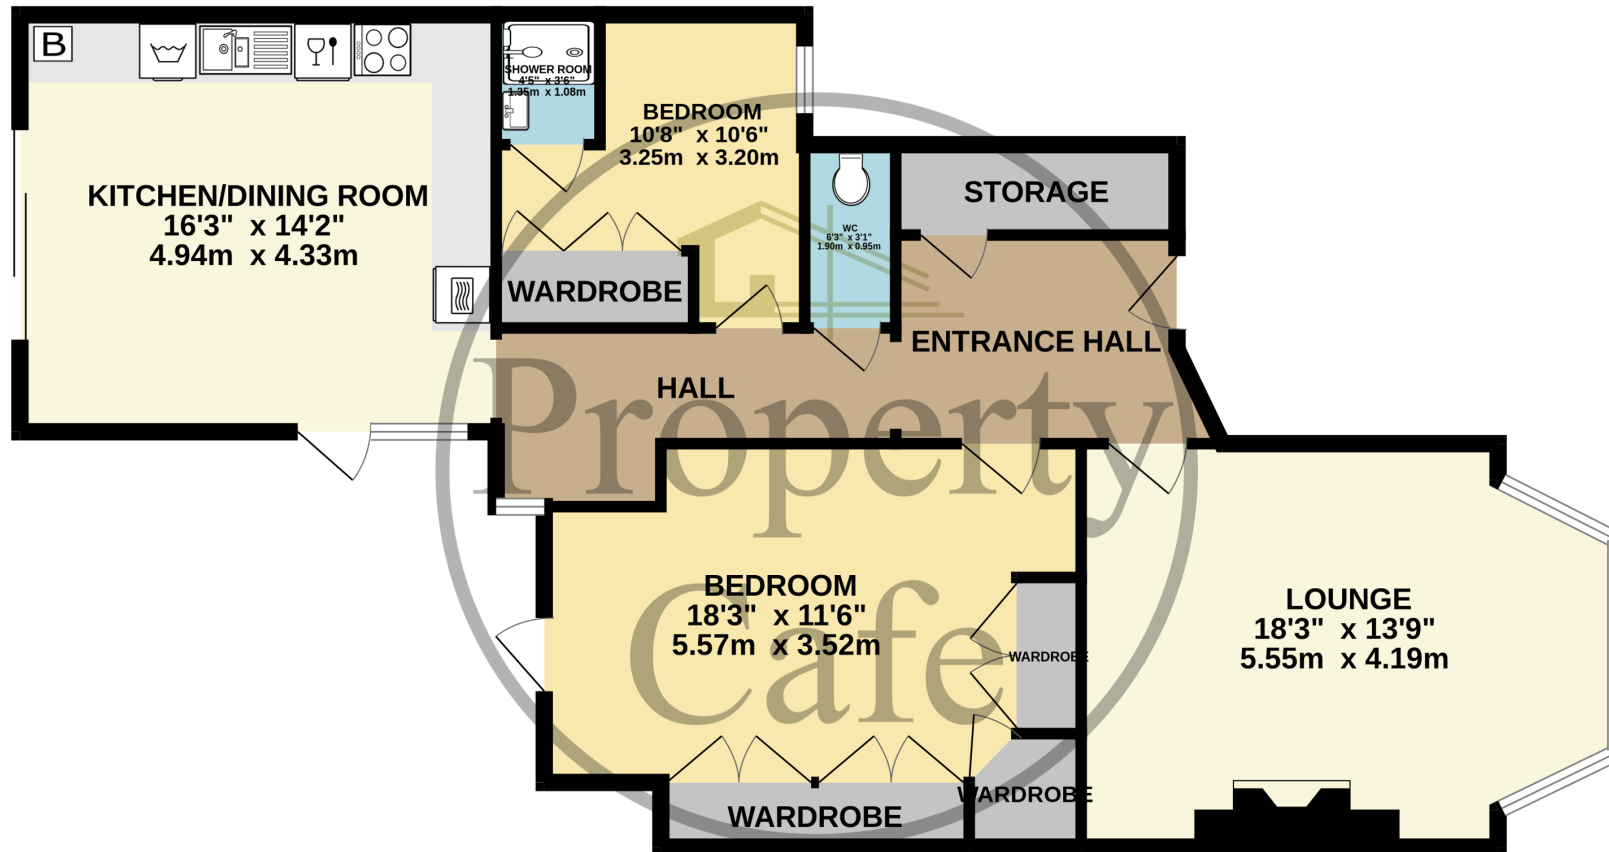 B
SHOWER ROOM
4'5" x 3'6"
1.35m x 1.08m
BEDROOM
10'8" x 10'6"
3.25m x 3.20m
KITCHEN/DINING ROOM
16'3" x 14'2"
4.94m x 4.33m
STORAGE
WC
6'3" x 3'1"
1.90m x 0.95m
WARDROBE
ENTRANCE HALL
HALL
Property
Cafe
BEDROOM
18'3" x 11'6"
5.57m x 3.52m
WARDROBE
LOUNGE
18'3" x 13'9"
5.55m x 4.19m
WARDROBE
WARDROBE